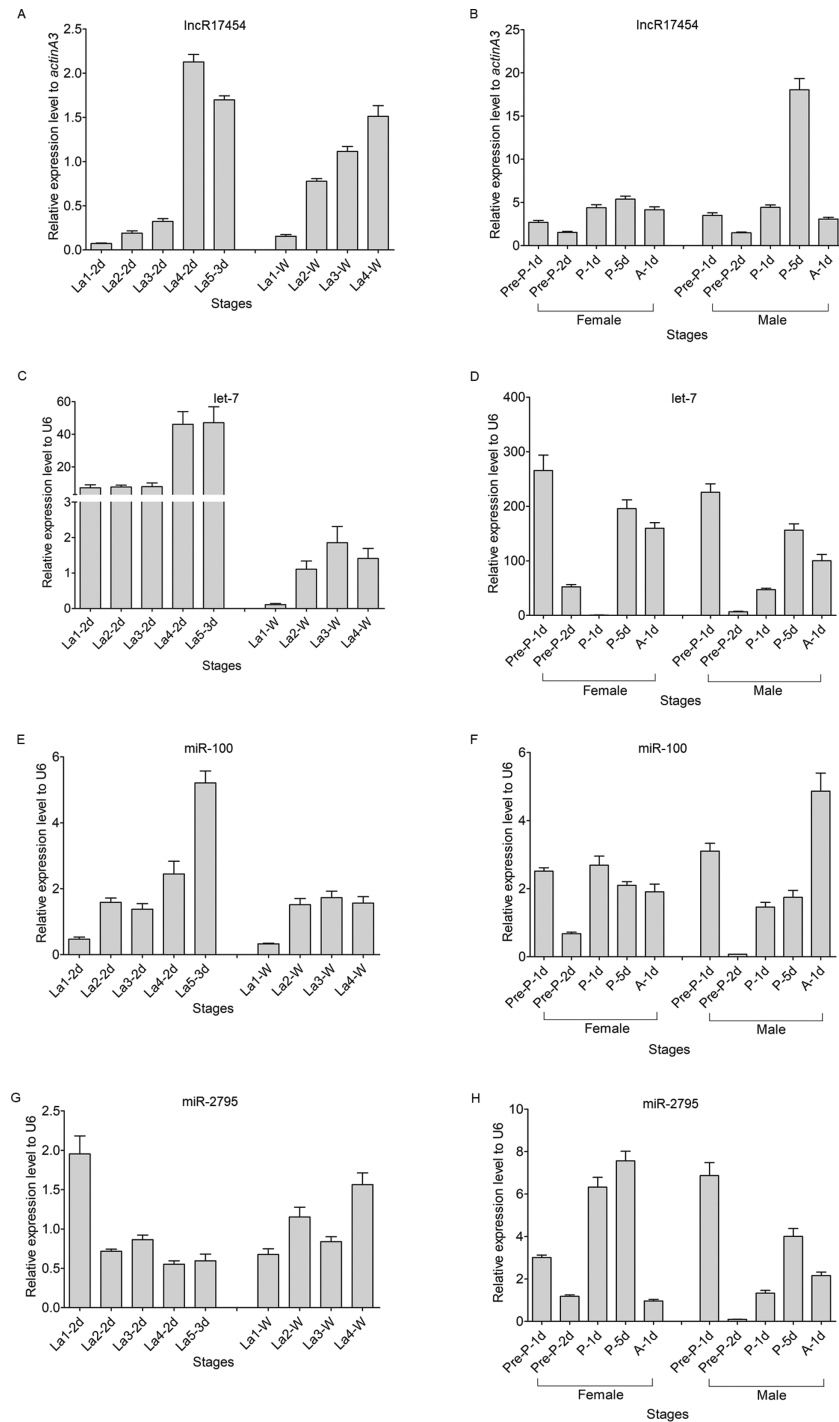 A
lncR17454
Relative expression level to actinA3
2.5
2.0
1.5
1.0
0.5
0.0
La1-2d
La2-2d
La3-2d
La4-2d
La5-3d
La1-W
La2-W
La3-W
La4-W
Stages
B
lncR17454
Relative expression level to actinA3
25
20
15
10
5
0
Pre-P-1d
Pre-P-2d
P-1d
P-5d
A-1d
Pre-P-1d
Pre-P-2d
P-1d
P-5d
A-1d
Female
Male
Stages
C
let-7
Relative expression level to U6
60
40
20
3
2
1
0
La1-2d
La2-2d
La3-2d
La4-2d
La5-3d
La1-W
La2-W
La3-W
La4-W
Stages
D
let-7
Relative expression level to U6
400
300
200
100
0
Pre-P-1d
Pre-P-2d
P-1d
P-5d
A-1d
Pre-P-1d
Pre-P-2d
P-1d
P-5d
A-1d
Female
Male
Stages
E
miR-100
Relative expression level to U6
6
4
2
0
La1-2d
La2-2d
La3-2d
La4-2d
La5-3d
La1-W
La2-W
La3-W
La4-W
Stages
F
miR-100
Relative expression level to U6
6
4
2
0
Pre-P-1d
Pre-P-2d
P-1d
P-5d
A-1d
Pre-P-1d
Pre-P-2d
P-1d
P-5d
A-1d
Female
Male
Stages
G
miR-2795
Relative expression level to U6
2.5
2.0
1.5
1.0
0.5
0.0
La1-2d
La2-2d
La3-2d
La4-2d
La5-3d
La1-W
La2-W
La3-W
La4-W
Stages
H
miR-2795
Relative expression level to U6
10
8
6
4
2
0
Pre-P-1d
Pre-P-2d
P-1d
P-5d
A-1d
Pre-P-1d
Pre-P-2d
P-1d
P-5d
A-1d
Female
Male
Stages